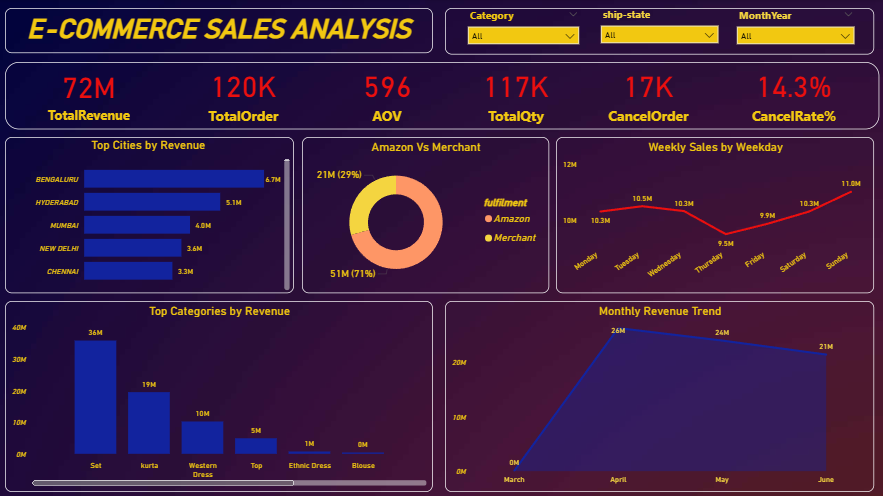 E-COMMERCE SALES ANALYSIS
Category
All
ship-state
All
MonthYear
All
72M
TotalRevenue
120K
TotalOrder
596
AOV
117K
TotalQty
17K
CancelOrder
14.3%
CancelRate%
Top Cities by Revenue
BENGALURU 6.7M
HYDERABAD 5.1M
MUMBAI 4.0M
NEW DELHI 3.6M
CHENNAI 3.3M
Amazon Vs Merchant
21M (29%)
51M (71%)
fulfilment
Amazon
Merchant
Weekly Sales by Weekday
12M
10M
10.3M
10.5M
10.3M
9.5M
9.9M
10.3M
11.0M
Monday
Tuesday
Wednesday
Thursday
Friday
Saturday
Sunday
Top Categories by Revenue
40M
30M
20M
10M
0M
36M
19M
10M
5M
1M
0M
Set
kurta
Western
Dress
Top
Ethnic Dress
Blouse
Monthly Revenue Trend
20M
10M
0M
0M
26M
24M
21M
March
April
May
June